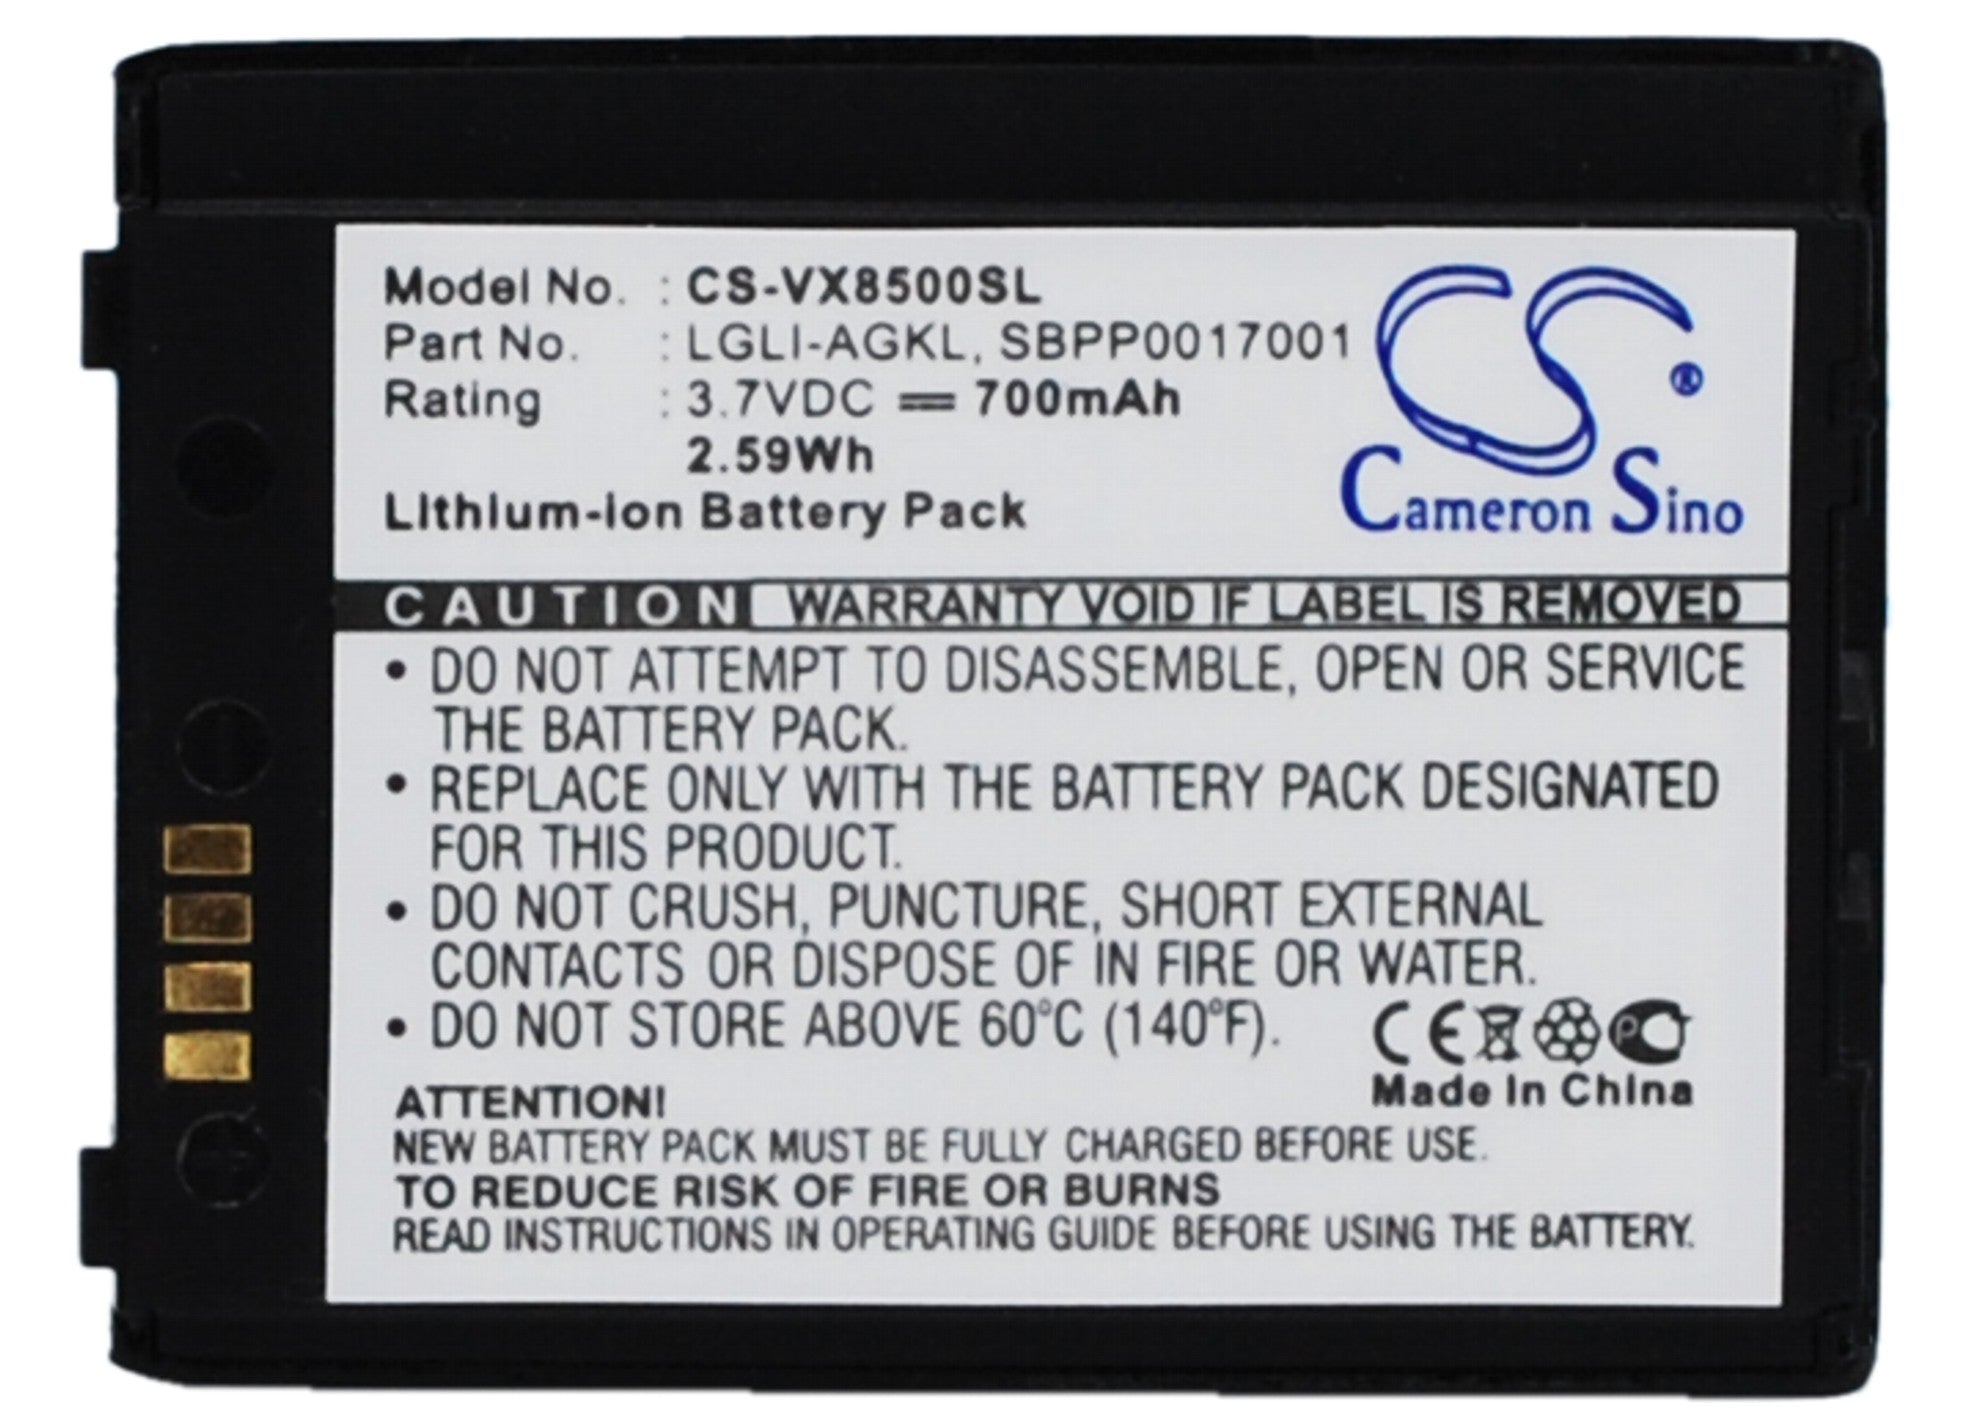 Model No. : CS-VX8500SL
Part No. : LGLI-AGKL, SBPP0017001
Rating : 3.7VDC ⎓ 700mAh
2.59Wh
Lithium-ion Battery Pack
CS ®
Cameron Sino
CAUTION WARRANTY VOID IF LABEL IS REMOVED
• DO NOT ATTEMPT TO DISASSEMBLE, OPEN OR SERVICE
THE BATTERY PACK.
• REPLACE ONLY WITH THE BATTERY PACK DESIGNATED
FOR THIS PRODUCT.
• DO NOT CRUSH, PUNCTURE, SHORT EXTERNAL
CONTACTS OR DISPOSE OF IN FIRE OR WATER.
• DO NOT STORE ABOVE 60°C (140°F).
CE PC
Made in China
ATTENTION!
NEW BATTERY PACK MUST BE FULLY CHARGED BEFORE USE.
TO REDUCE RISK OF FIRE OR BURNS
READ INSTRUCTIONS IN OPERATING GUIDE BEFORE USING THE BATTERY.